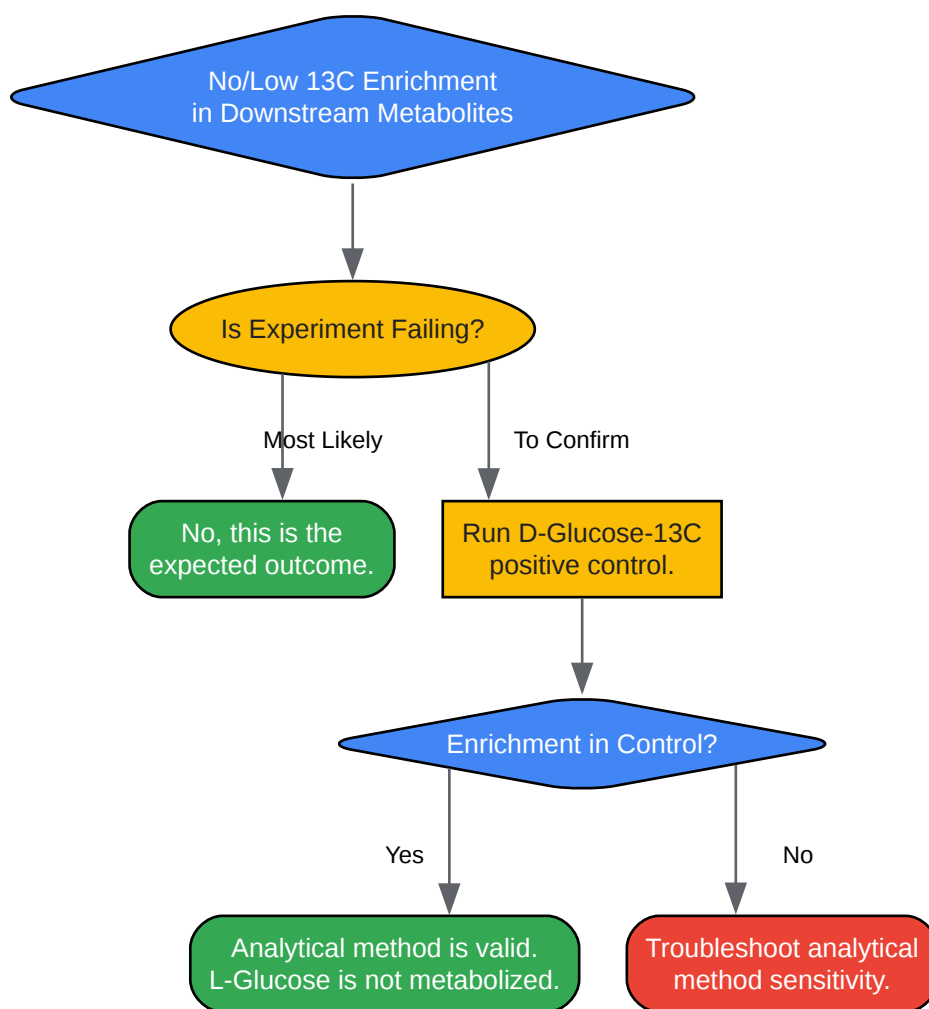 No/Low 13C Enrichment
in Downstream Metabolites
Is Experiment Failing?
Most Likely
To Confirm
No, this is the
expected outcome.
Run D-Glucose-13C
positive control.
Enrichment in Control?
Yes
No
Analytical method is valid.
L-Glucose is not metabolized.
Troubleshoot analytical
method sensitivity.